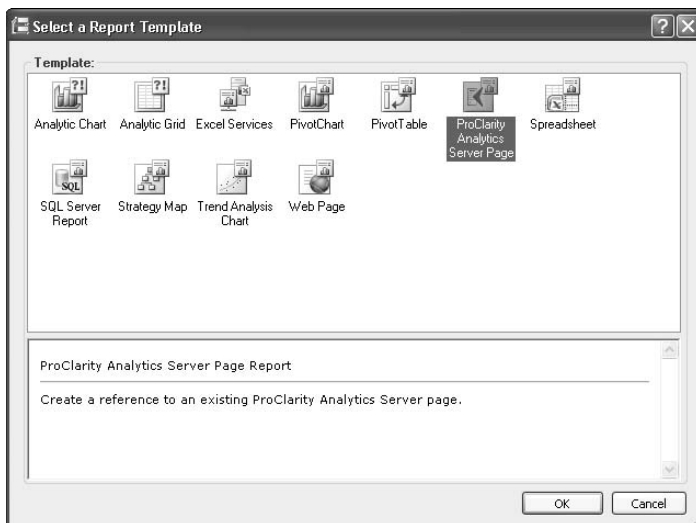 Select a Report Template
Template:
Analytic Chart
Analytic Grid
Excel Services
PivotChart
PivotTable
ProClarity
Analytics
Server Page
Spreadsheet
SQL
SQL Server
Report
Strategy Map
Trend Analysis
Chart
Web Page
ProClarity Analytics Server Page Report
Create a reference to an existing ProClarity Analytics Server page.
OK
Cancel